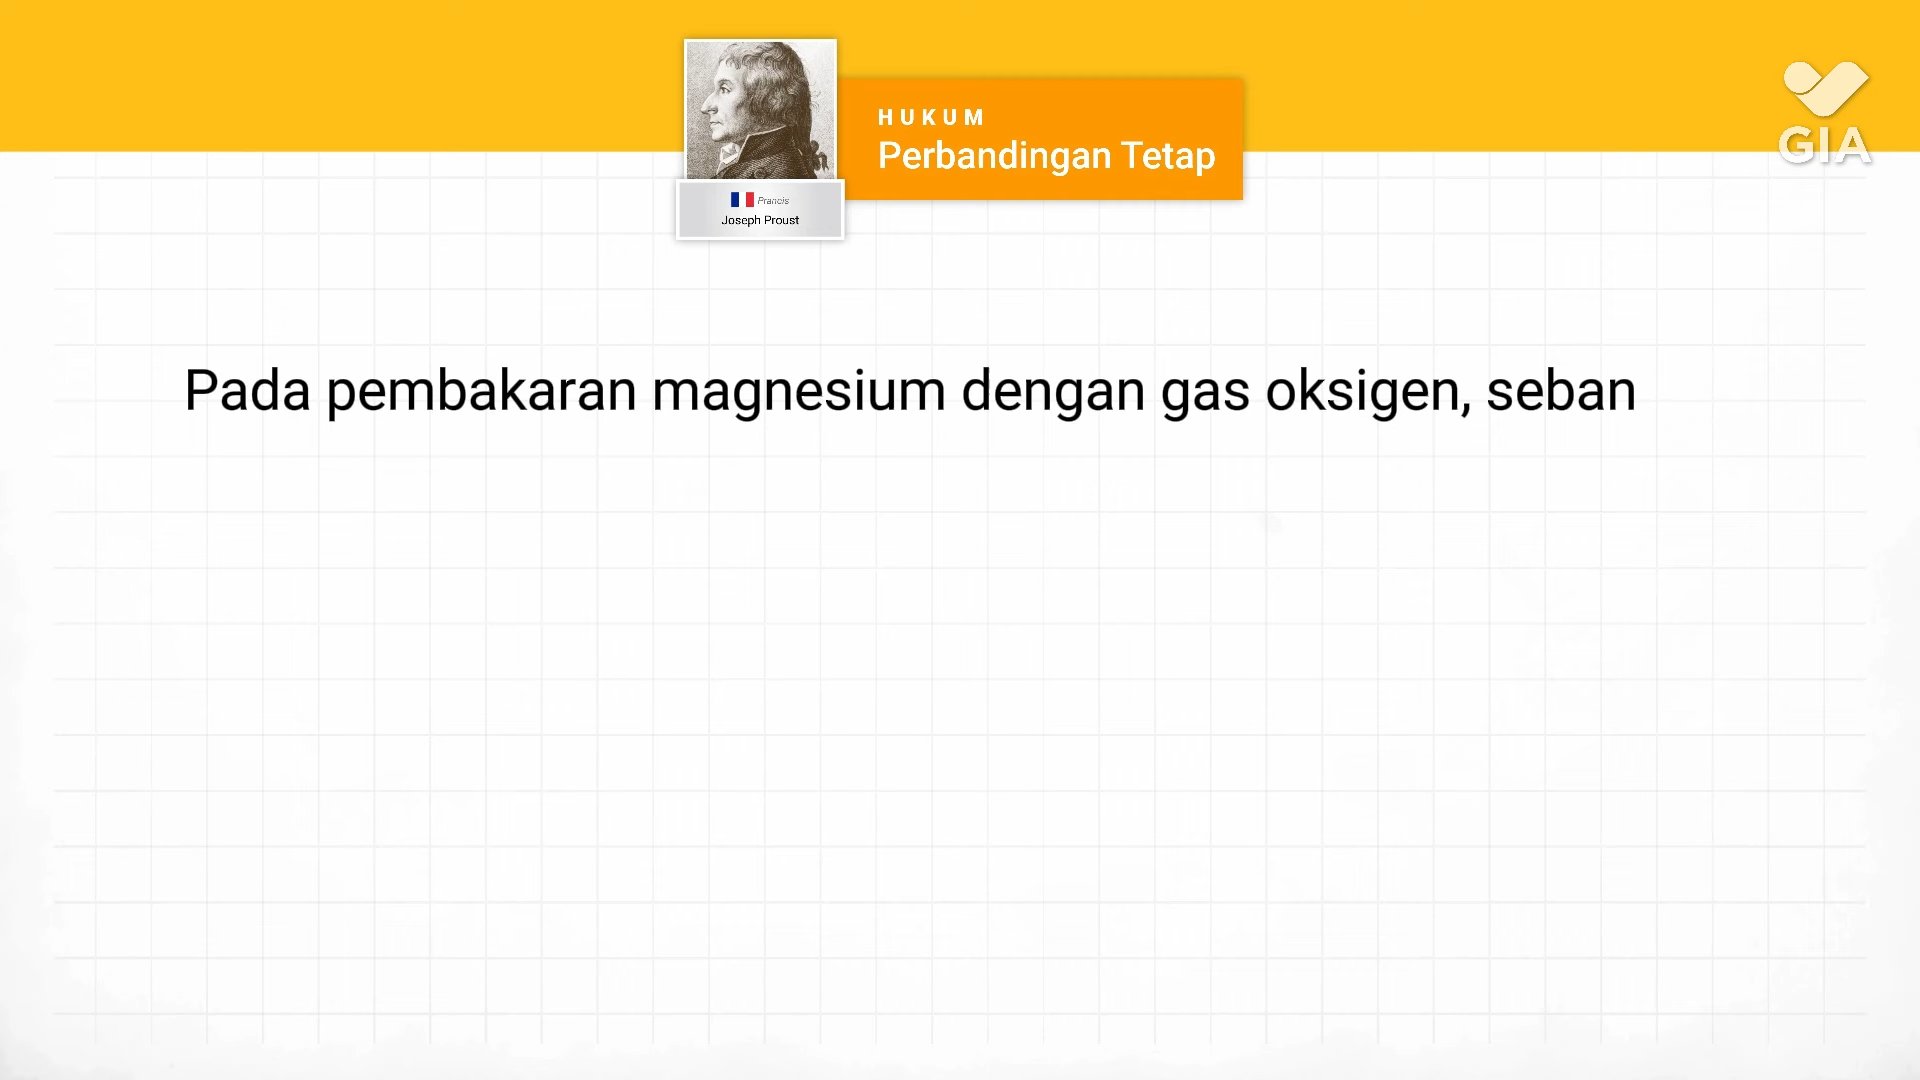 HUKUM
Perbandingan Tetap
GIA
Prancis
Joseph Proust
Pada pembakaran magnesium dengan gas oksigen, seban